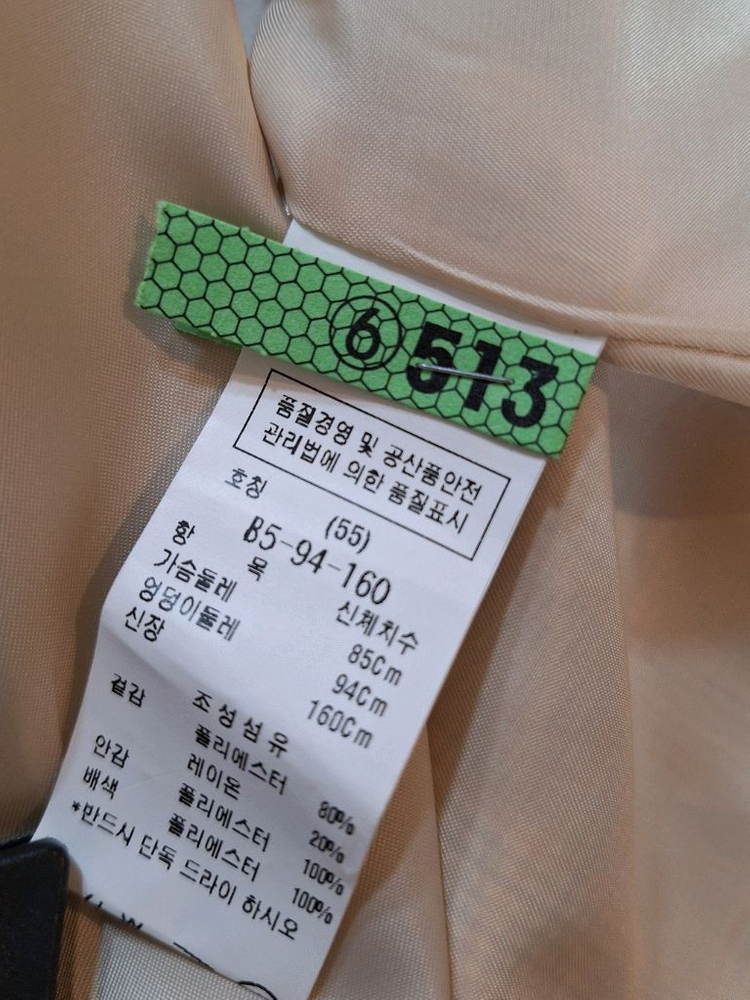 ⑥513
품질경영 및 공산품안전
관리법에 의한 품질표시
호칭 (55)
85-94-160
항 목 신체치수
가슴둘레 85Cm
엉덩이둘레 94Cm
신장 160Cm
조성섬유
겉감 폴리에스터 80%
레이온 20%
안감 폴리에스터 100%
배색 폴리에스터 100%
*반드시 단독 드라이 하시오